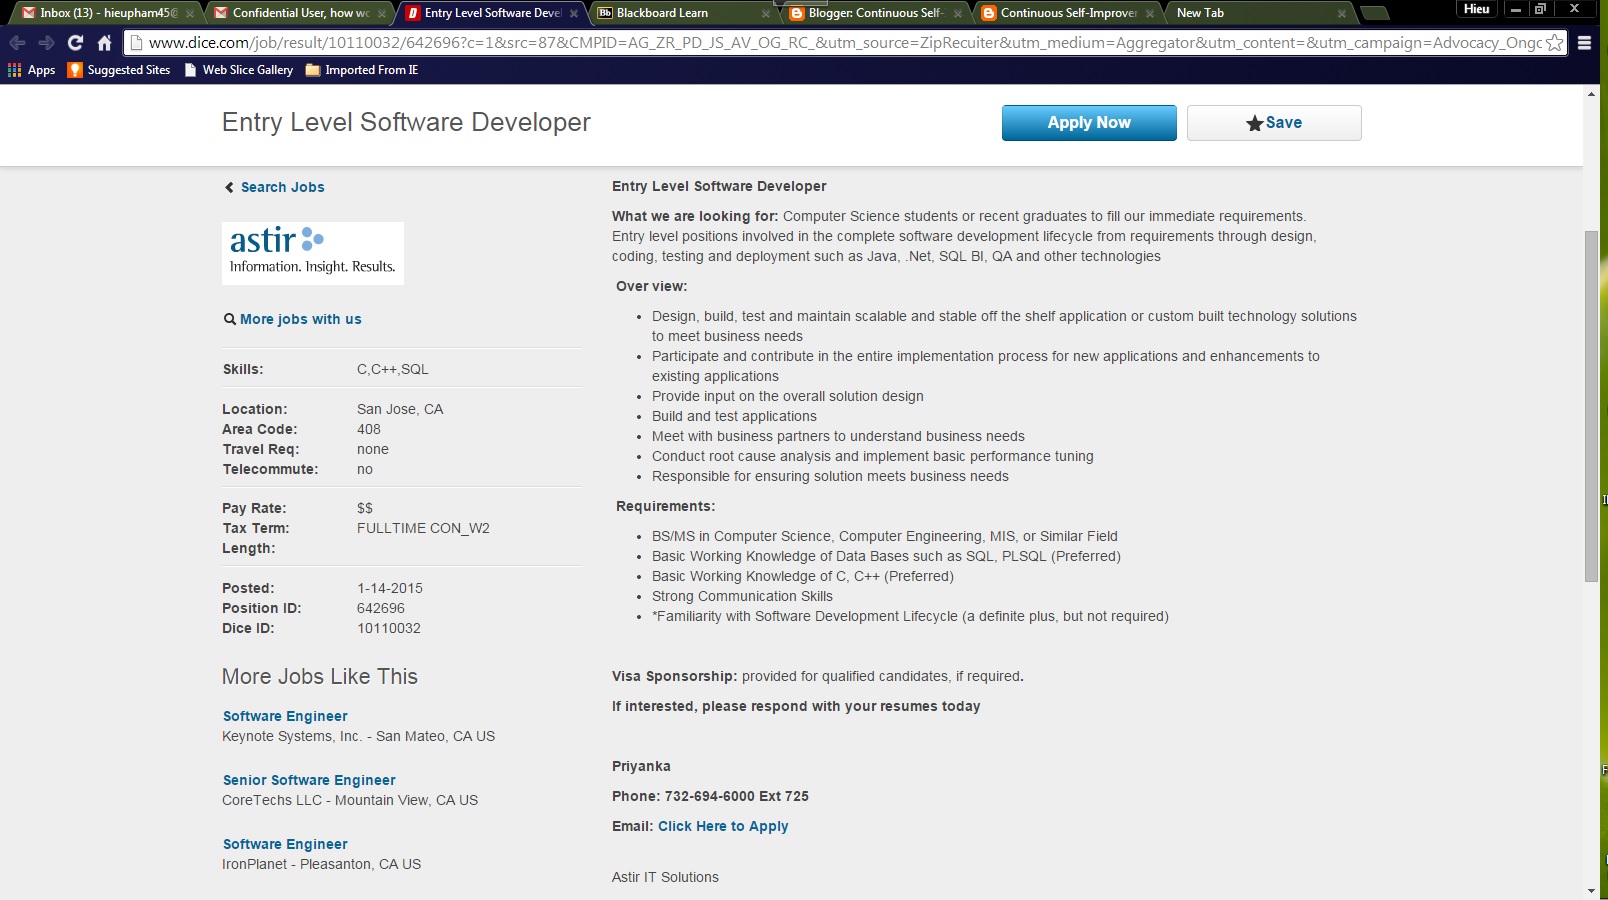 Inbox (13) - hieupham45@
Confidential User, how wo
Entry Level Software Devel
Blackboard Learn
Blogger: Continuous Self-
Continuous Self-Improver
New Tab
Hieu
www.dice.com/job/result/10110032/642696?c=1&src=87&CMPID=AG_ZR_PD_JS_AV_OG_RC_&utm_source=ZipRecuiter&utm_medium=Aggregator&utm_content=&utm_campaign=Advocacy_Ongo
Apps
Suggested Sites
Web Slice Gallery
Imported From IE
Entry Level Software Developer
Apply Now
Save
Search Jobs
astir
Information. Insight. Results.
More jobs with us
Skills: C,C++,SQL
Location: San Jose, CA
Area Code: 408
Travel Req: none
Telecommute: no
Pay Rate: $$
Tax Term: FULLTIME CON_W2
Length:
Posted: 1-14-2015
Position ID: 642696
Dice ID: 10110032
More Jobs Like This
Software Engineer
Keynote Systems, Inc. - San Mateo, CA US
Senior Software Engineer
CoreTechs LLC - Mountain View, CA US
Software Engineer
IronPlanet - Pleasanton, CA US
Entry Level Software Developer
What we are looking for: Computer Science students or recent graduates to fill our immediate requirements.
Entry level positions involved in the complete software development lifecycle from requirements through design,
coding, testing and deployment such as Java, .Net, SQL BI, QA and other technologies
Over view:
• Design, build, test and maintain scalable and stable off the shelf application or custom built technology solutions
to meet business needs
• Participate and contribute in the entire implementation process for new applications and enhancements to
existing applications
• Provide input on the overall solution design
• Build and test applications
• Meet with business partners to understand business needs
• Conduct root cause analysis and implement basic performance tuning
• Responsible for ensuring solution meets business needs
Requirements:
• BS/MS in Computer Science, Computer Engineering, MIS, or Similar Field
• Basic Working Knowledge of Data Bases such as SQL, PLSQL (Preferred)
• Basic Working Knowledge of C, C++ (Preferred)
• Strong Communication Skills
• *Familiarity with Software Development Lifecycle (a definite plus, but not required)
Visa Sponsorship: provided for qualified candidates, if required.
If interested, please respond with your resumes today
Priyanka
Phone: 732-694-6000 Ext 725
Email: Click Here to Apply
Astir IT Solutions